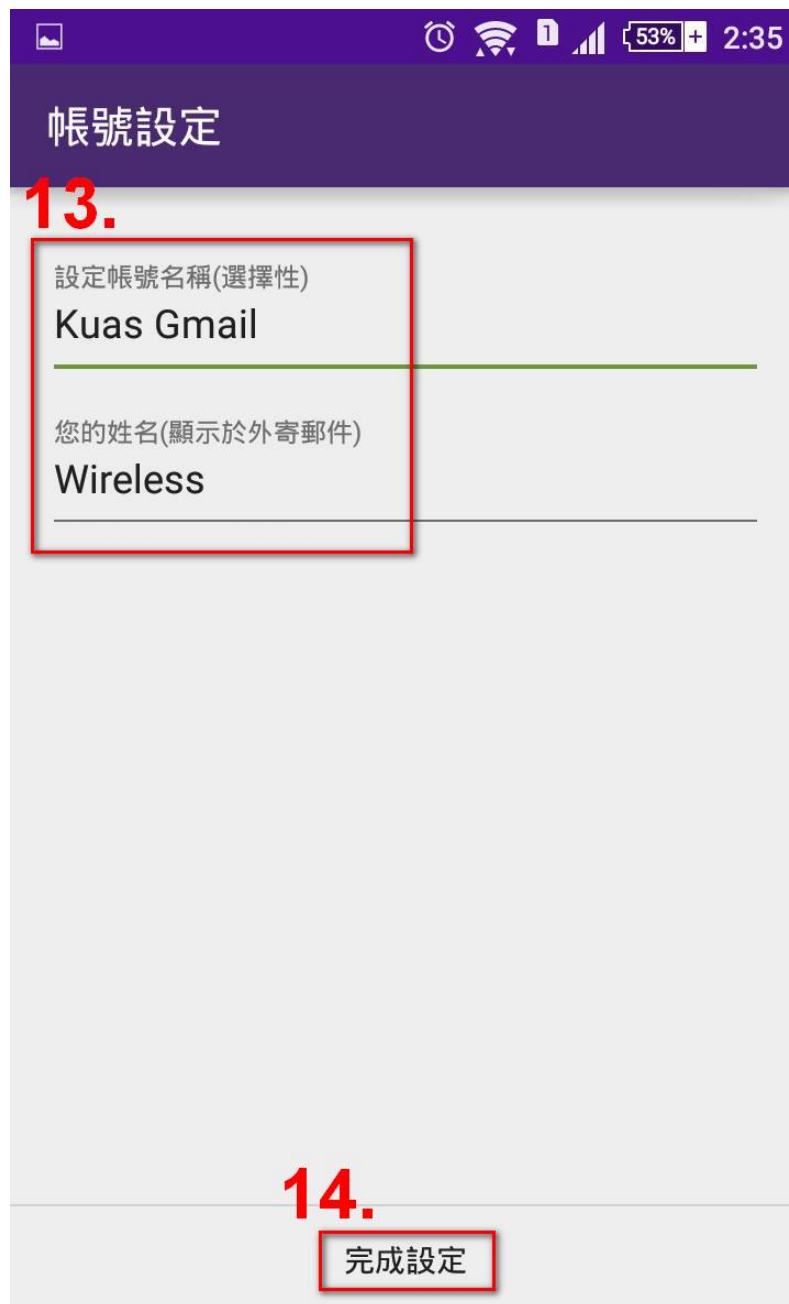 1 53% + 2:35
帳號設定
13.
設定帳號名稱(選擇性)
Kuas Gmail
您的姓名(顯示於外寄郵件)
Wireless
14.
完成設定